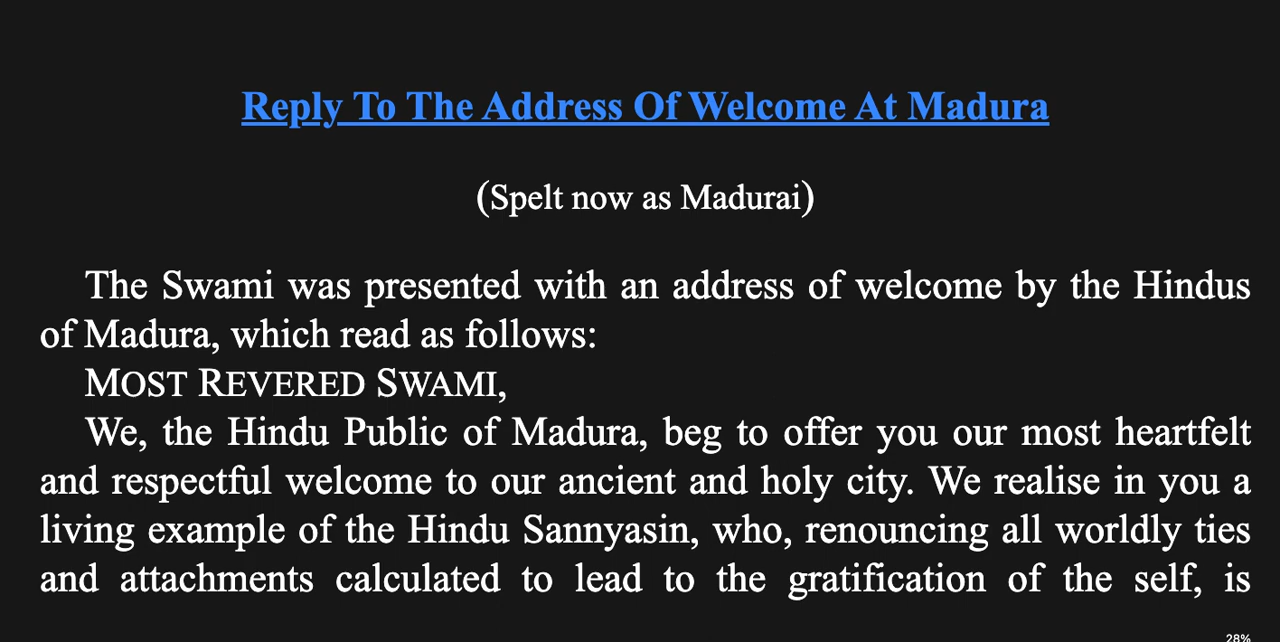 Reply To The Address Of Welcome At Madura
(Spelt now as Madurai)
The Swami was presented with an address of welcome by the Hindus
of Madura, which read as follows:
MOST REVERED SWAMI,
We, the Hindu Public of Madura, beg to offer you our most heartfelt
and respectful welcome to our ancient and holy city. We realise in you a
living example of the Hindu Sannyasin, who, renouncing all worldly ties
and attachments calculated to lead to the gratification of the self, is
28%